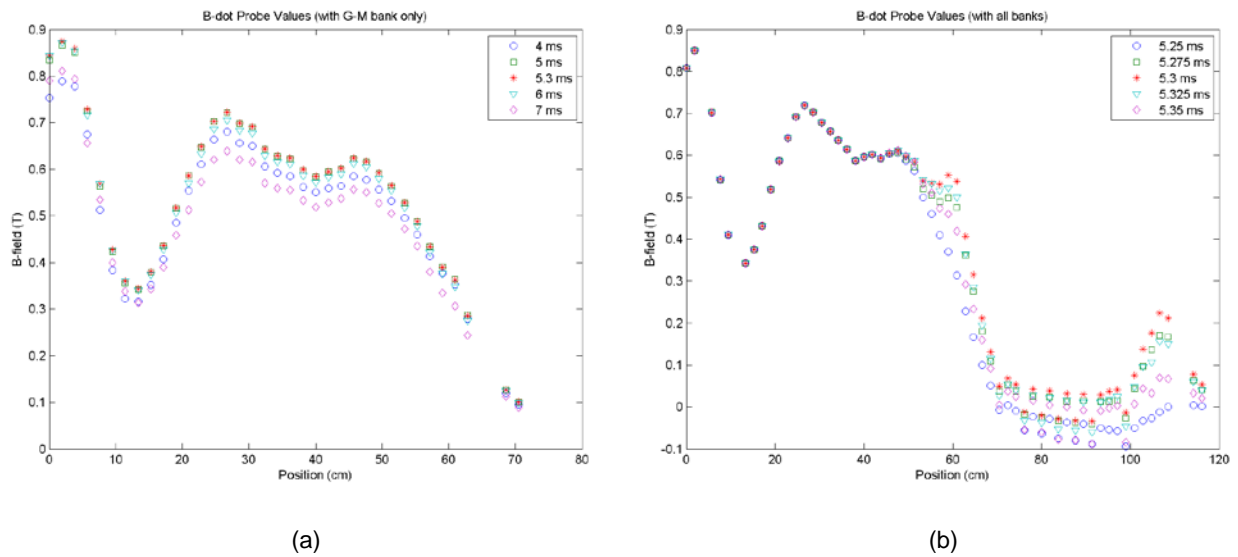 B-dot Probe Values (with G-M bank only)
0.9
0.8
0.7
0.6
0.5
0.4
0.3
0.2
0.1
0
B-field (T)
0 10 20 30 40 50 60 70 80
Position (cm)
4 ms
5 ms
5.3 ms
6 ms
7 ms
(a)
B-dot Probe Values (with all banks)
0.9
0.8
0.7
0.6
0.5
0.4
0.3
0.2
0.1
0
-0.1
B-field (T)
0 20 40 60 80 100 120
Position (cm)
5.25 ms
5.275 ms
5.3 ms
5.325 ms
5.35 ms
(b)